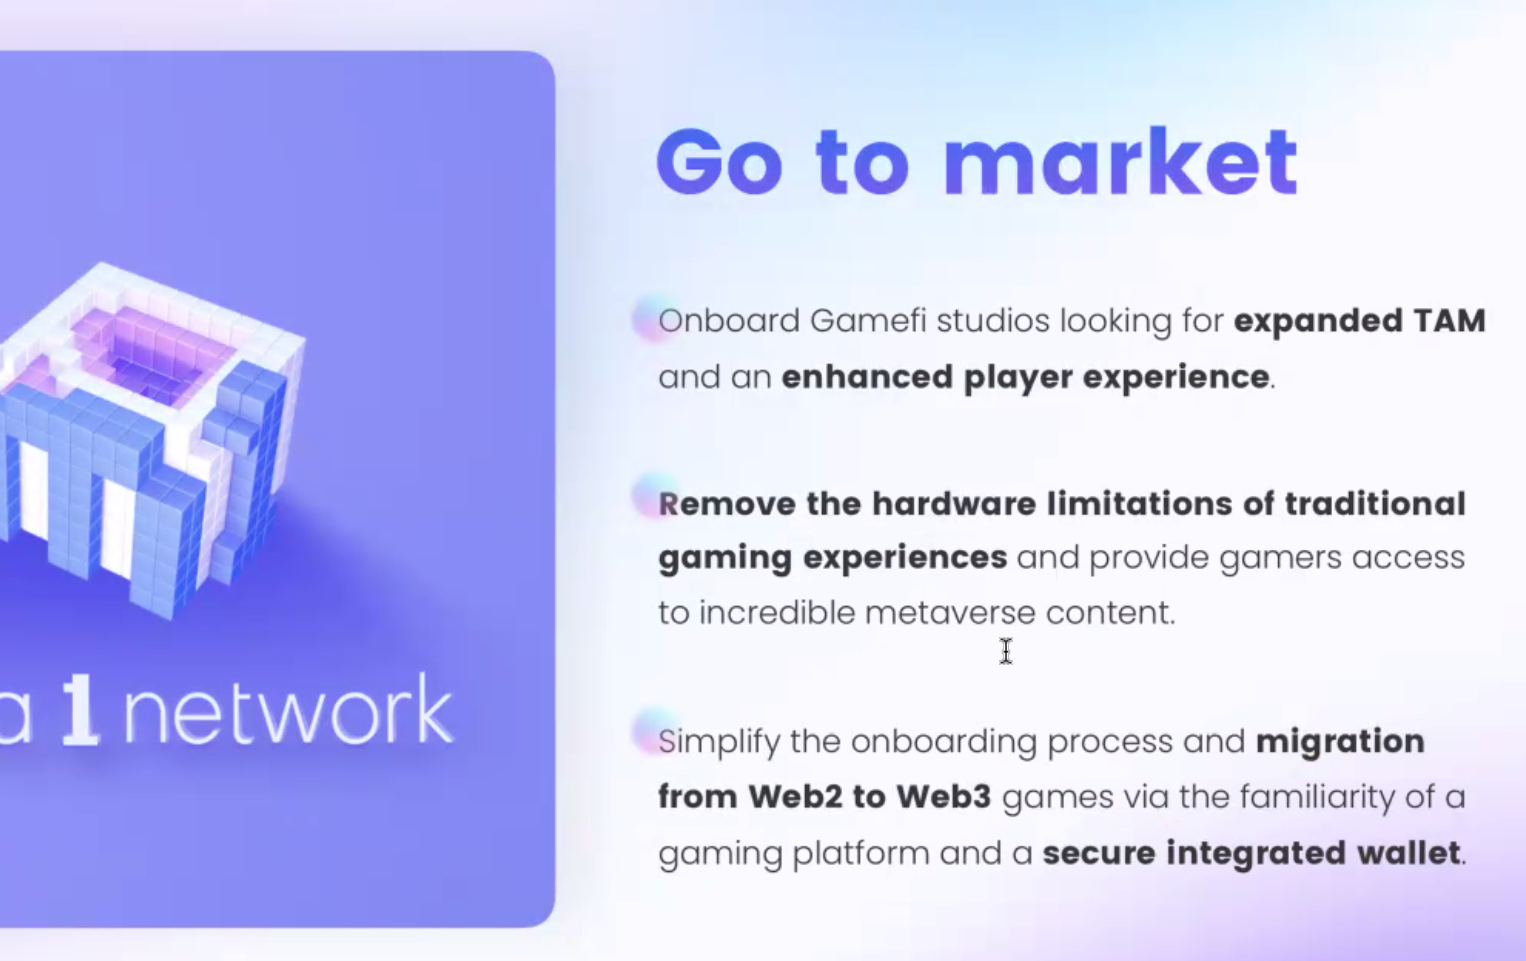 a 1 network
Go to market
Onboard Gamefi studios looking for expanded TAM
and an enhanced player experience.
Remove the hardware limitations of traditional
gaming experiences and provide gamers access
to incredible metaverse content.
Simplify the onboarding process and migration
from Web2 to Web3 games via the familiarity of a
gaming platform and a secure integrated wallet.